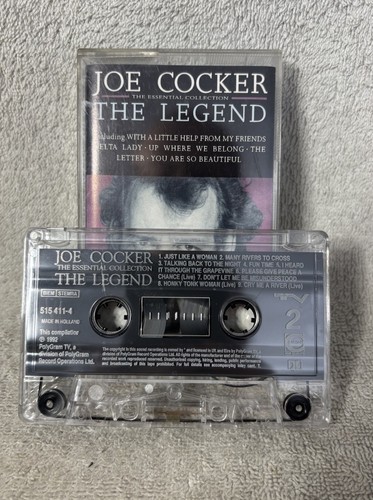 JOE COCKER
THE ESSENTIAL COLLECTION
THE LEGEND
including WITH A LITTLE HELP FROM MY FRIENDS
DELTA LADY · UP WHERE WE BELONG · THE
LETTER · YOU ARE SO BEAUTIFUL
JOE COCKER
THE ESSENTIAL COLLECTION
THE LEGEND
1. JUST LIKE A WOMAN 2. MANY RIVERS TO CROSS
3. TALKING BACK TO THE NIGHT 4. FUN TIME 5. I HEARD
IT THROUGH THE GRAPEVINE 6. PLEASE GIVE PEACE A
CHANCE (Live) 7. DON'T LET ME BE MISUNDERSTOOD
8. HONKY TONK WOMAN (Live) 9. CRY ME A RIVER (Live)
BIEM STEMRA
515 411-4
MADE IN HOLLAND
This compilation
℗ 1992
PolyGram TV, a
division of PolyGram
Record Operations Ltd.
2